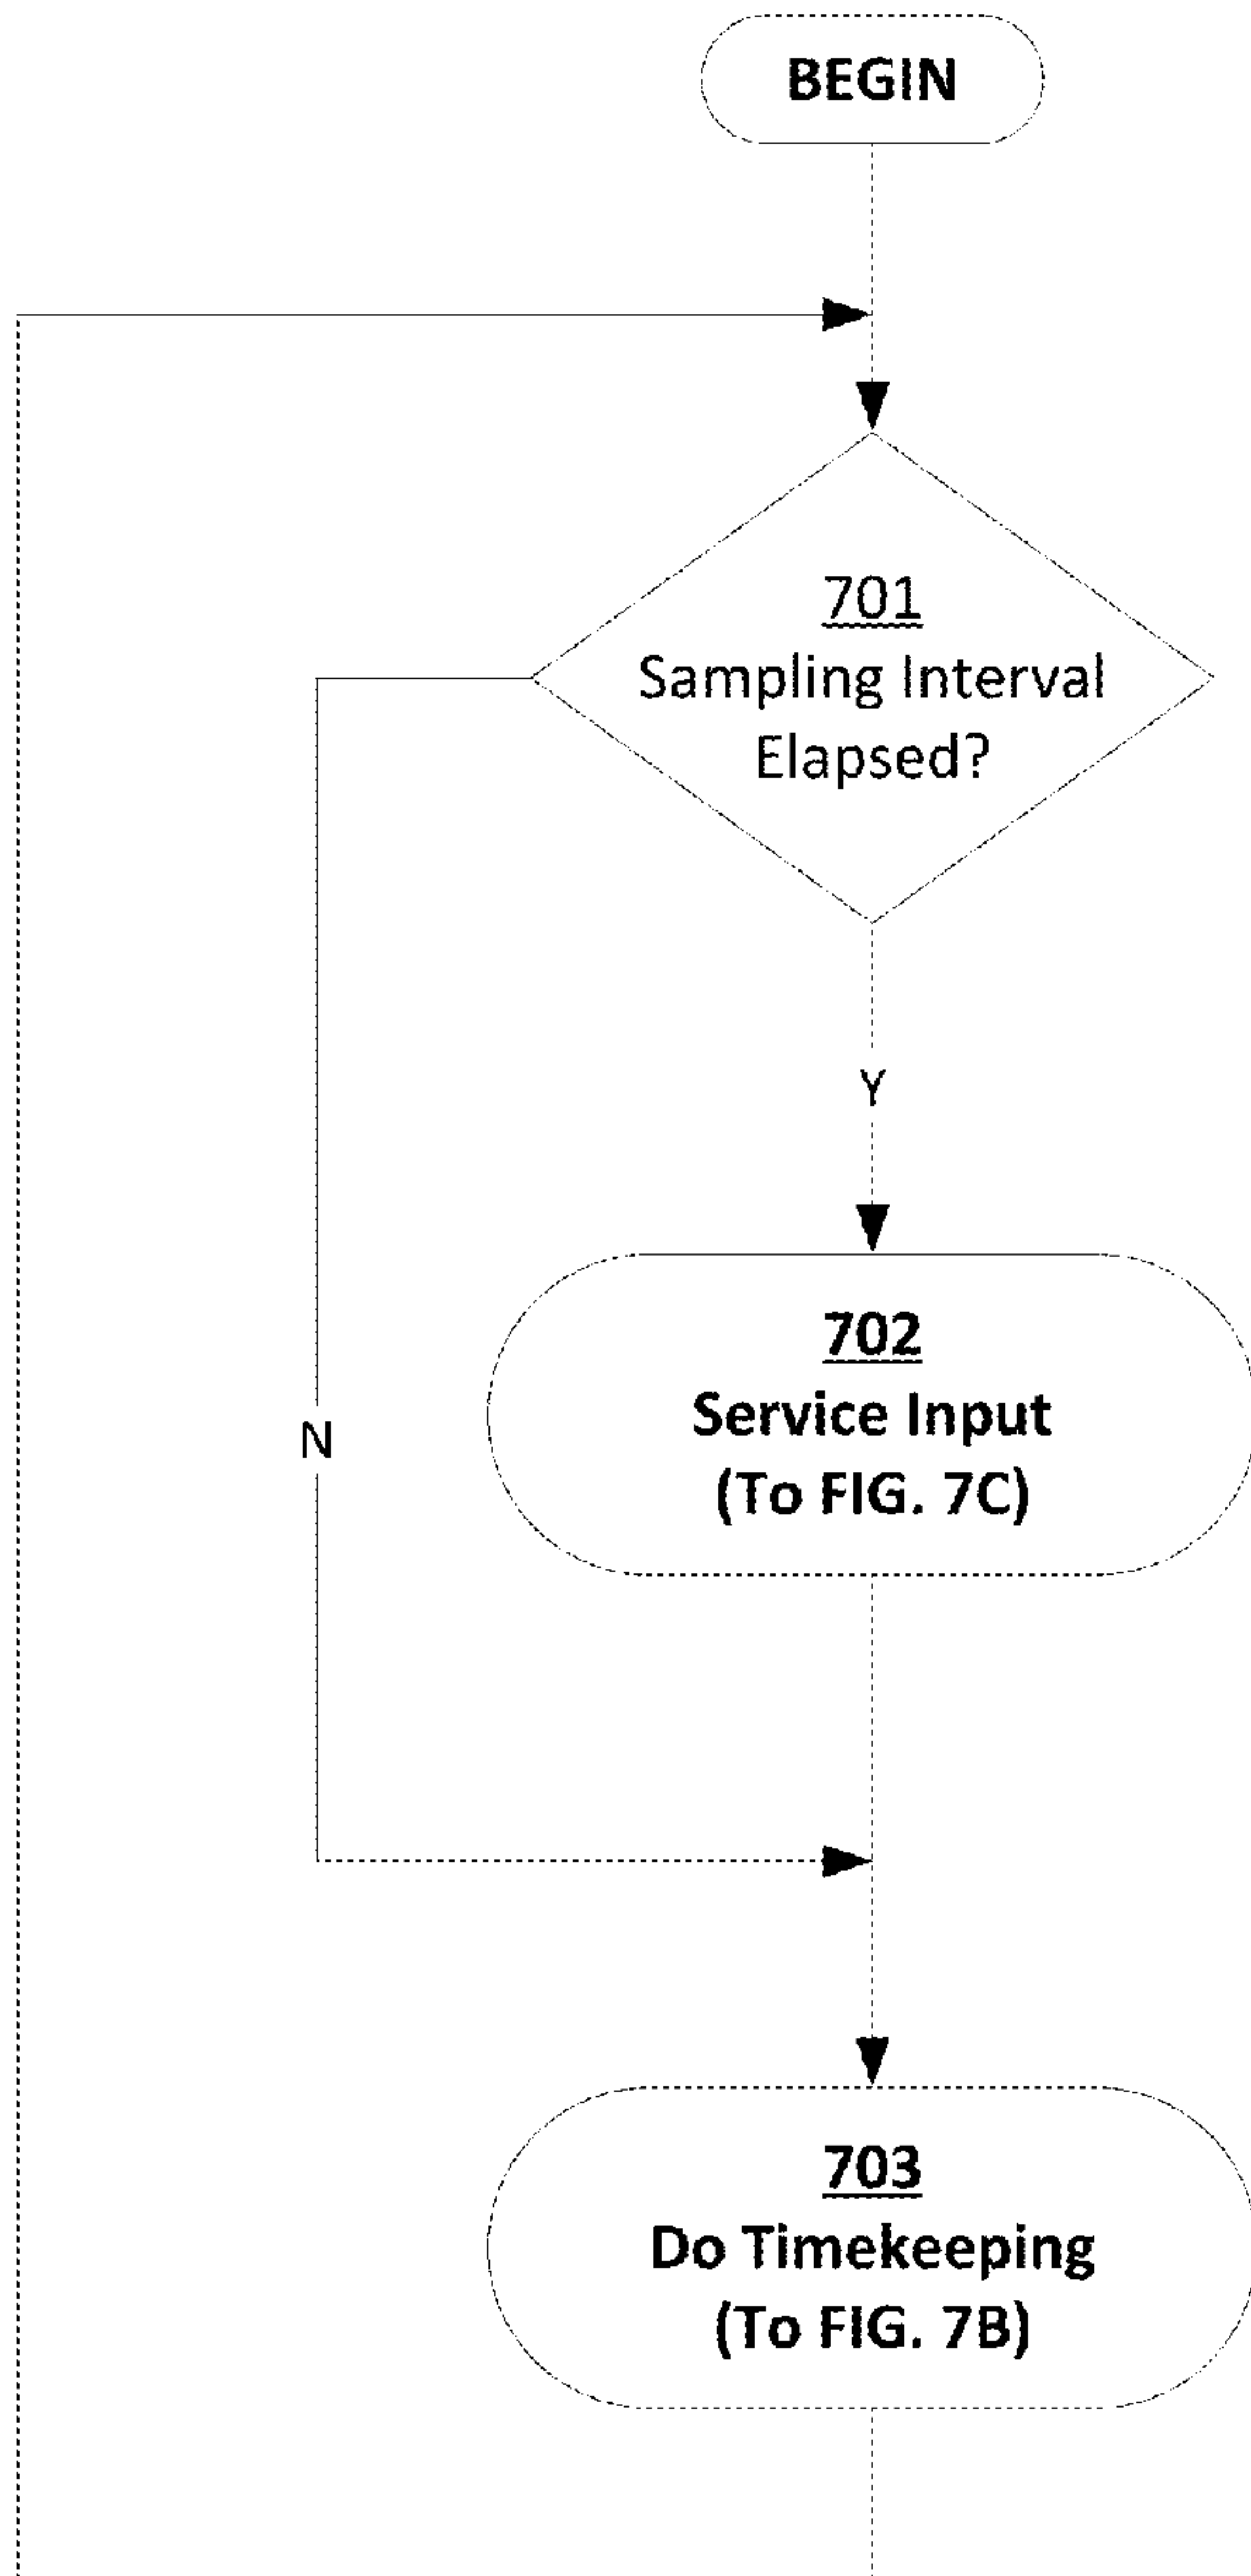 BEGIN
701
Sampling Interval
Elapsed?
Y
702
Service Input
(To FIG. 7C)
N
703
Do Timekeeping
(To FIG. 7B)